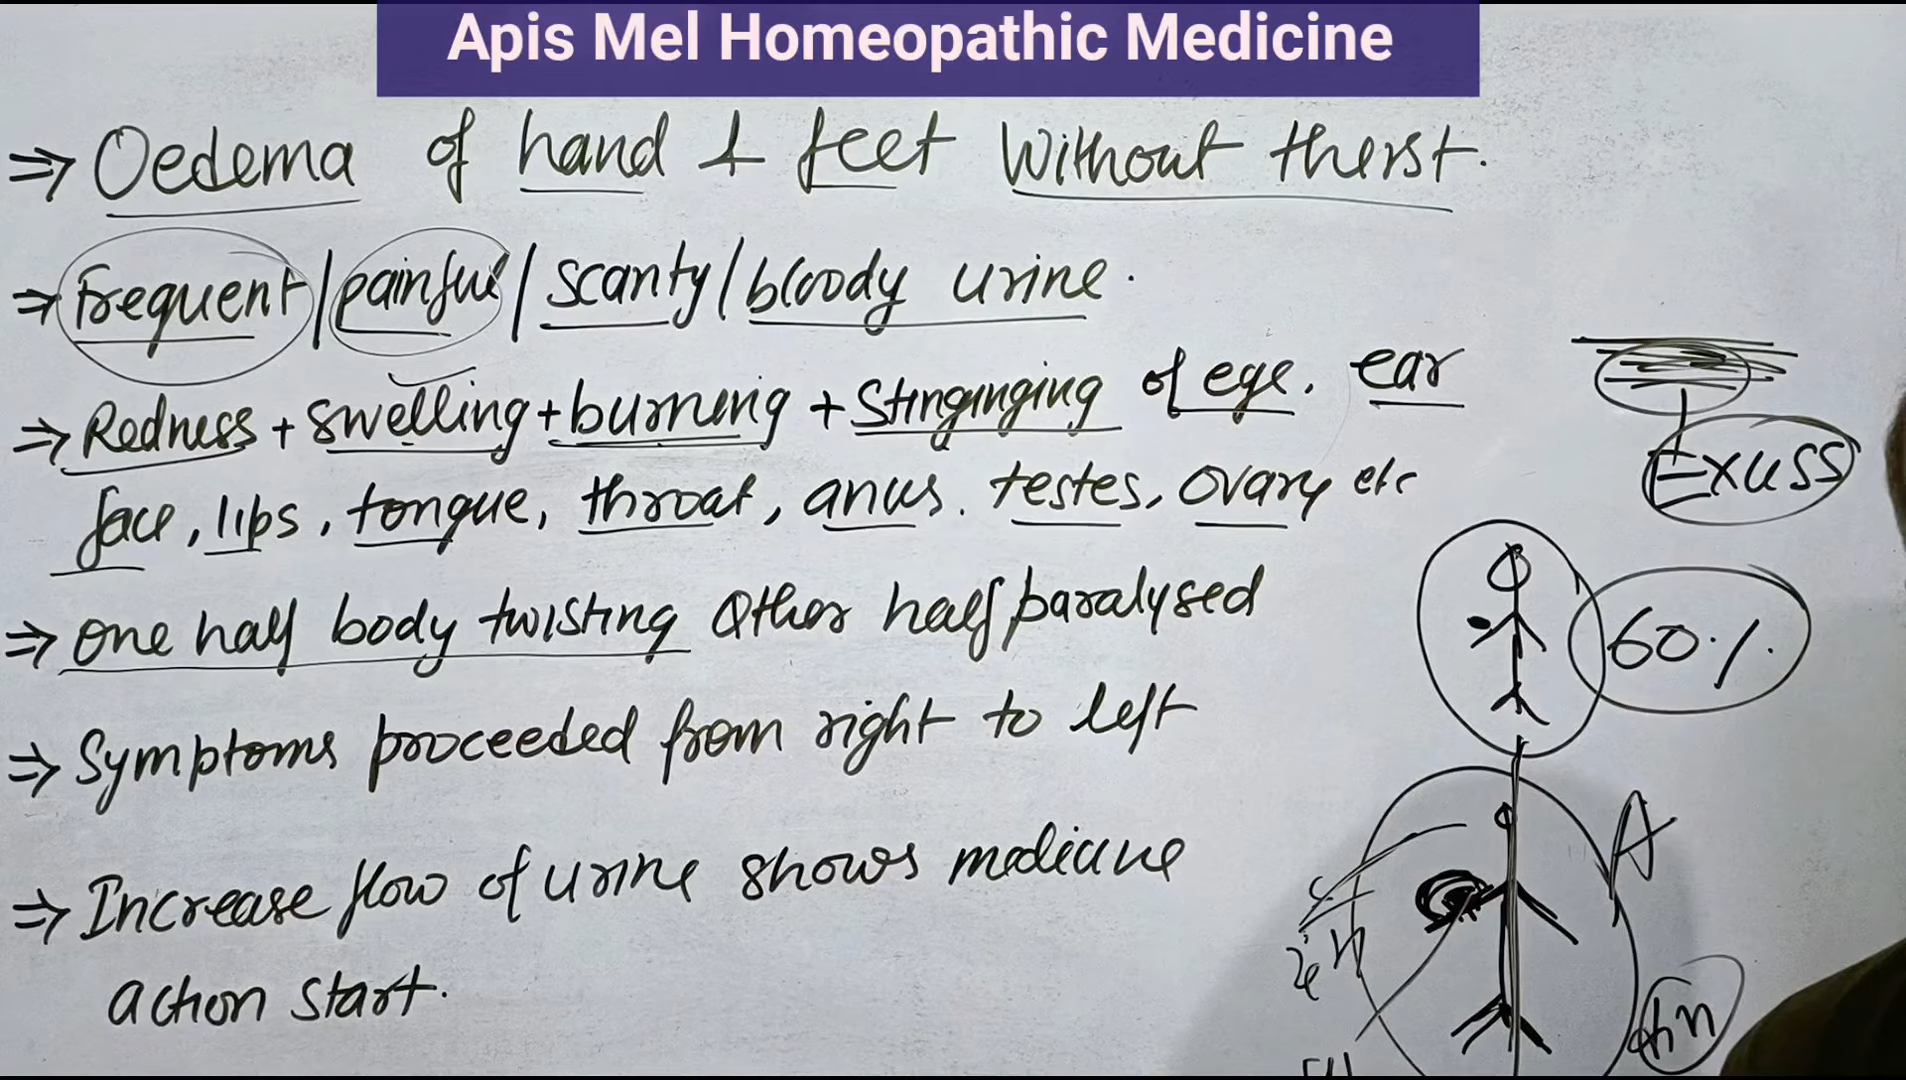 Apis Mel Homeopathic Medicine
⇒ Oedema of hand & feet without therst.
⇒ Frequent / painful / scanty / bloody urine.
⇒ Redness + swelling + burning + Stinginging of eye. ear
face, lips, tongue, throat, anus. testes, ovary etc
⇒ One half body twisting Other half paralysed
⇒ Symptoms proceeded from right to left
⇒ Increase flow of urine shows medicine
action start.
Exuss
60%.
A